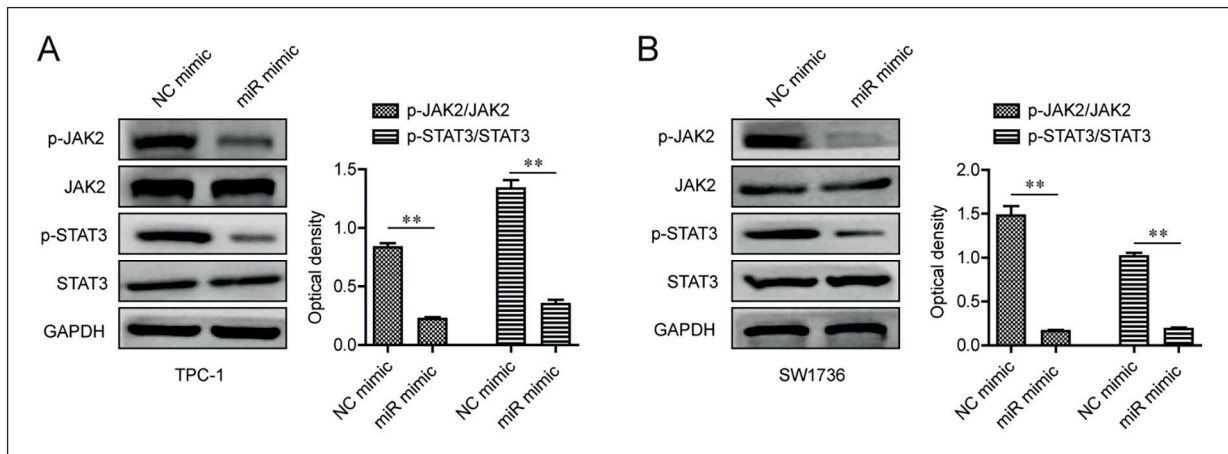 A
NC mimic
miR mimic
p-JAK2
JAK2
p-STAT3
STAT3
GAPDH
TPC-1
p-JAK2/JAK2
p-STAT3/STAT3
Optical density
1.5
1.0
0.5
0.0
**
**
NC mimic
miR mimic
NC mimic
miR mimic
B
NC mimic
miR mimic
p-JAK2
JAK2
p-STAT3
STAT3
GAPDH
SW1736
p-JAK2/JAK2
p-STAT3/STAT3
Optical density
2.0
1.5
1.0
0.5
0.0
**
**
NC mimic
miR mimic
NC mimic
miR mimic